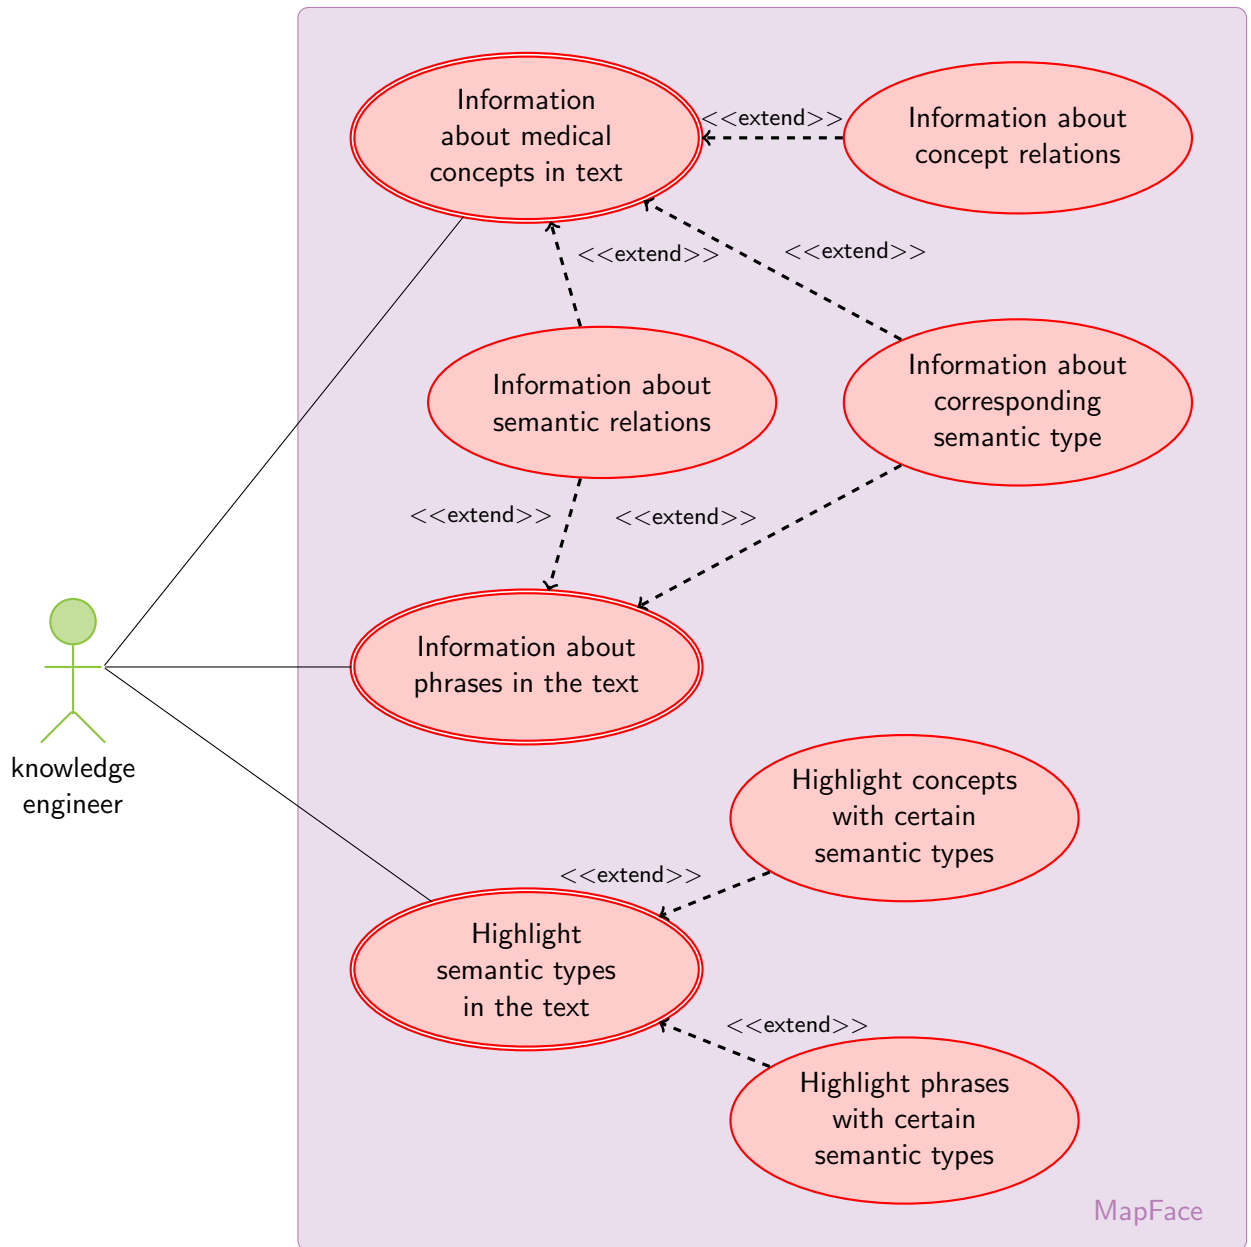 Information
about medical
concepts in text
<<extend>>
Information about
concept relations
<<extend>>
<<extend>>
Information about
semantic relations
Information about
corresponding
semantic type
<<extend>>
<<extend>>
Information about
phrases in the text
knowledge
engineer
Highlight concepts
with certain
semantic types
<<extend>>
Highlight
semantic types
in the text
<<extend>>
Highlight phrases
with certain
semantic types
MapFace